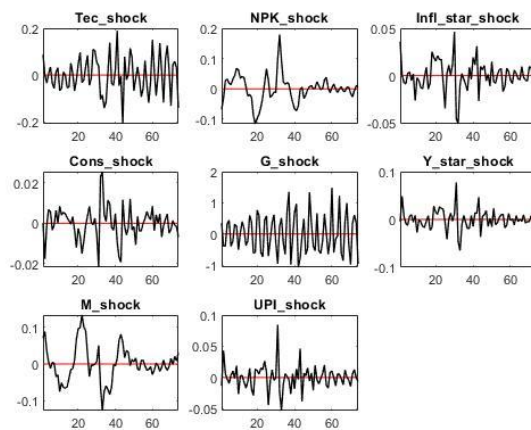 Tec_shock NPK_shock Infl_star_shock
0.2 0.2 0.05
0 0.1 0
0
-0.2 -0.1 -0.05
20 40 60 20 40 60 20 40 60
Cons_shock G_shock Y_star_shock
0.02 2 0.1
1
0 0 0
-0.02 -1 -0.1
20 40 60 20 40 60 20 40 60
M_shock UPI_shock
0.1 0.1
0.05
0 0
-0.1 -0.05
20 40 60 20 40 60